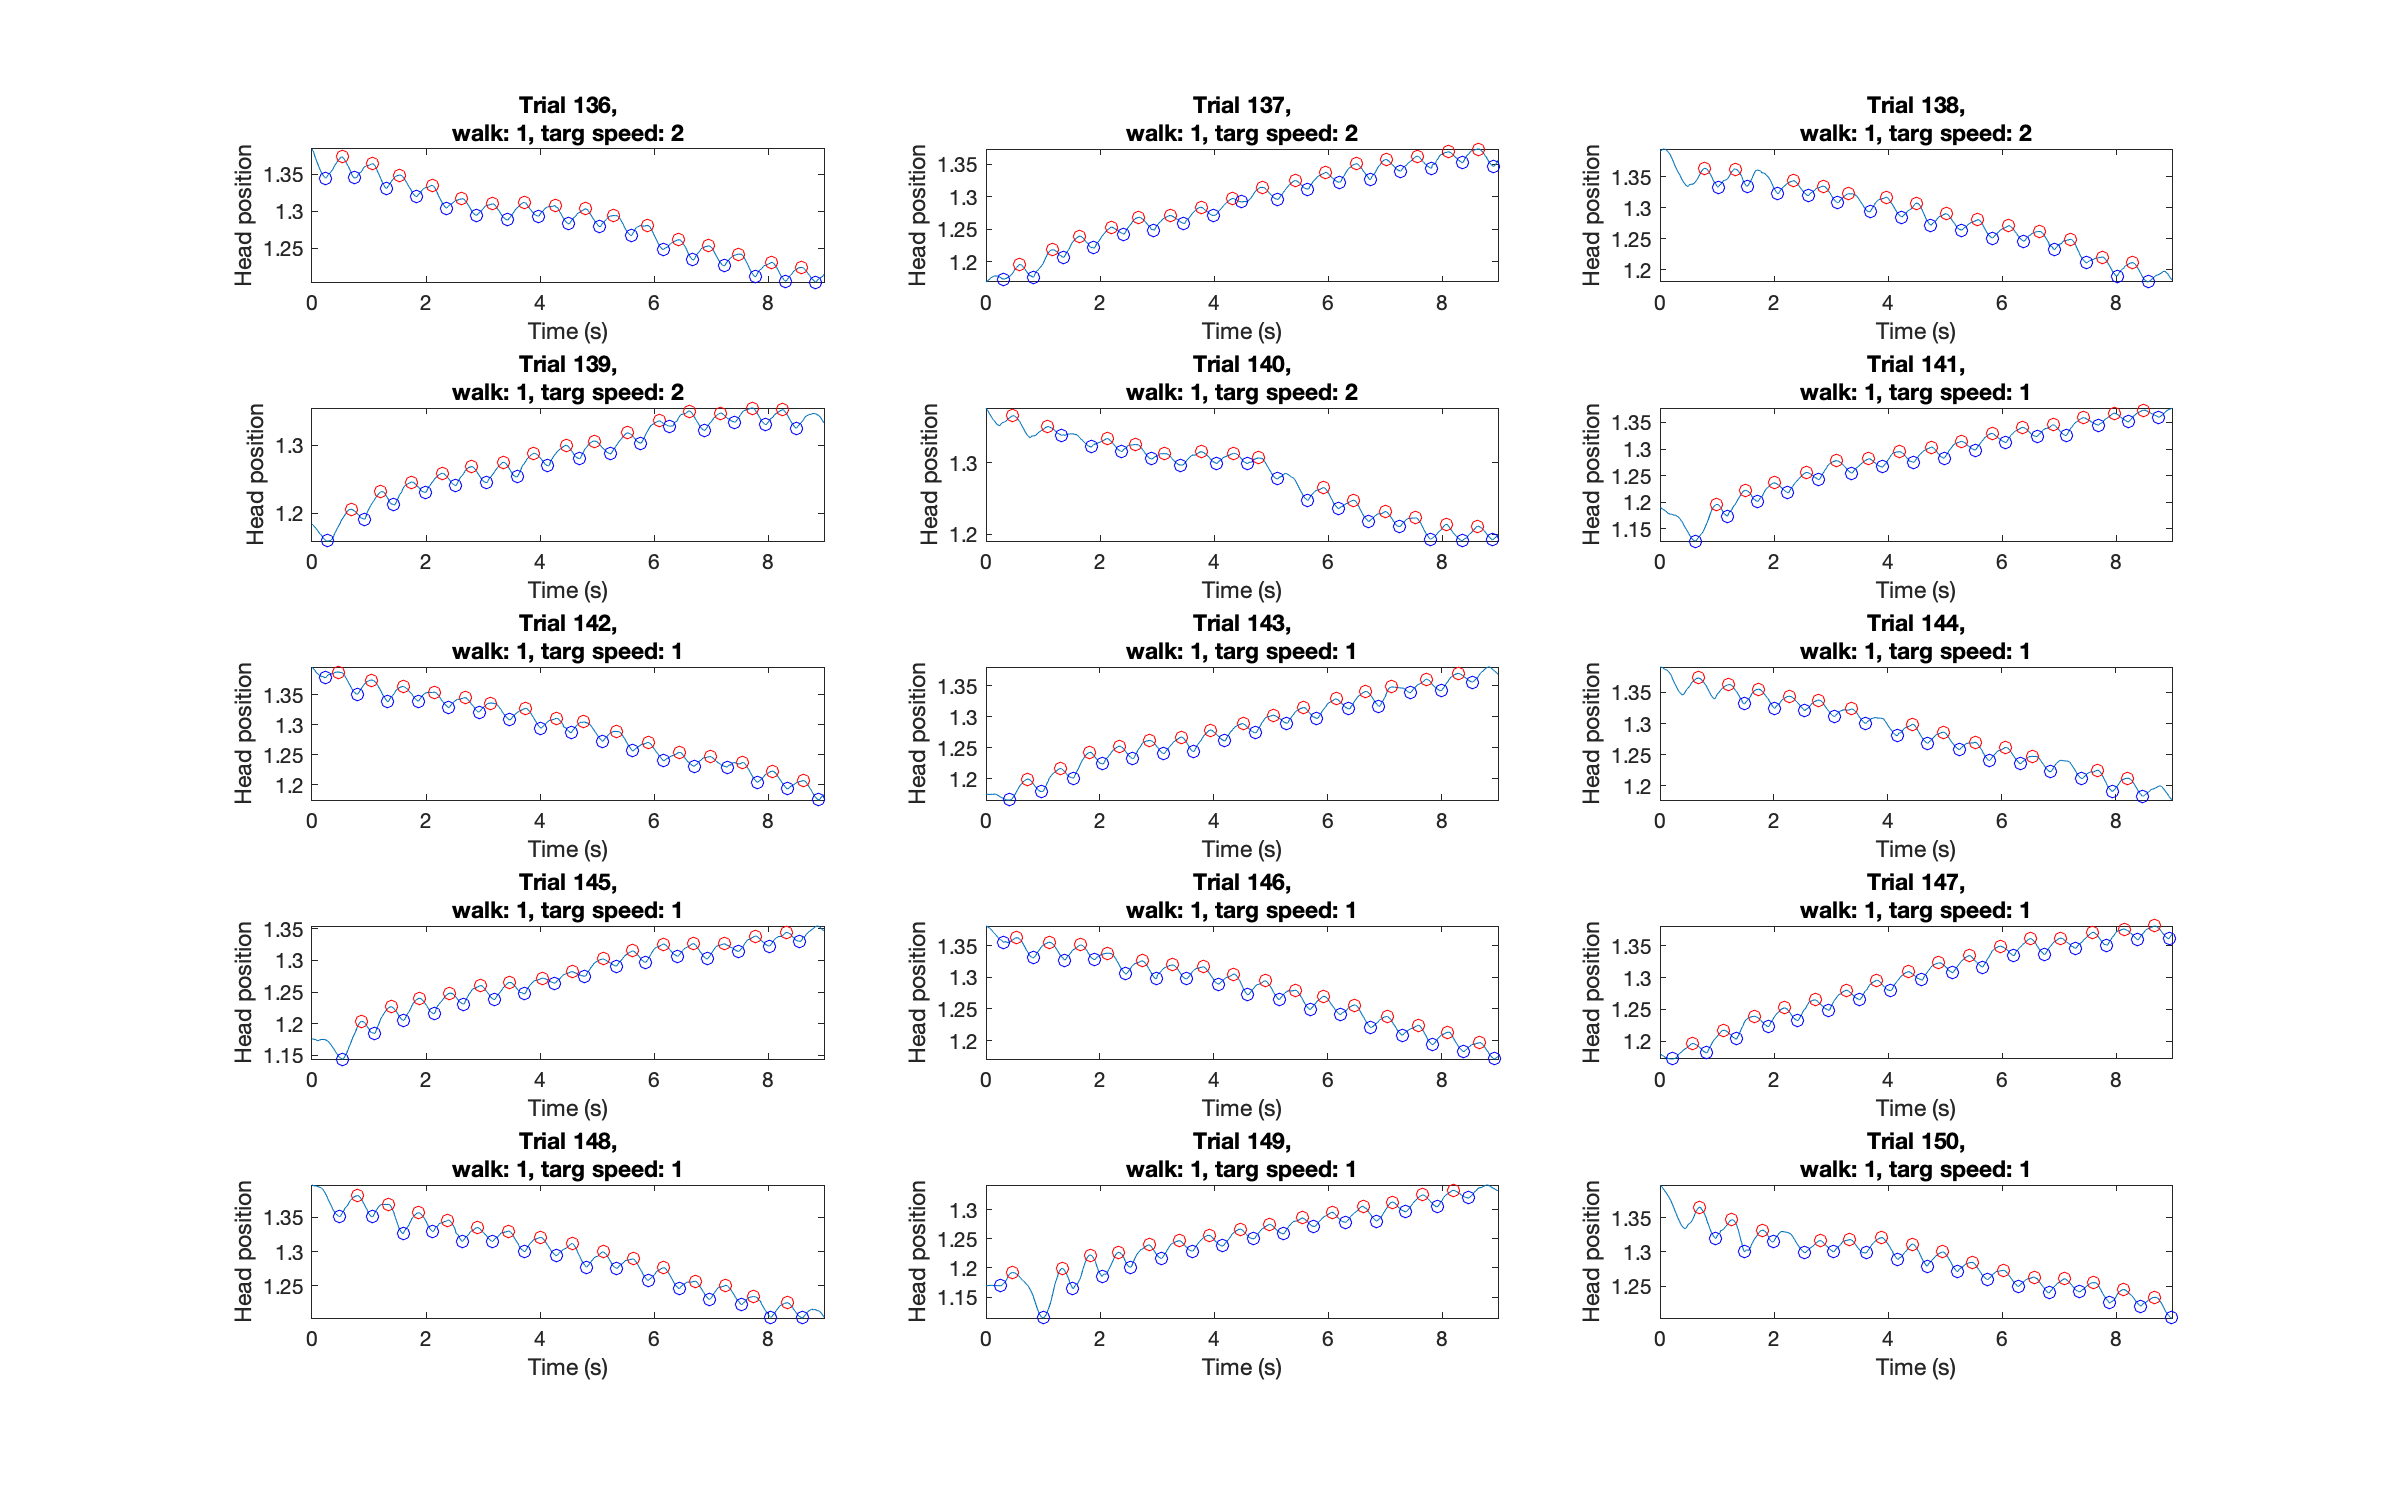 Trial 136,
walk: 1, targ speed: 2
Head position
1.35
1.3
1.25
0 2 4 6 8
Time (s)
Trial 137,
walk: 1, targ speed: 2
Head position
1.35
1.3
1.25
1.2
0 2 4 6 8
Time (s)
Trial 138,
walk: 1, targ speed: 2
Head position
1.35
1.3
1.25
1.2
0 2 4 6 8
Time (s)
Trial 139,
walk: 1, targ speed: 2
Head position
1.3
1.2
0 2 4 6 8
Time (s)
Trial 140,
walk: 1, targ speed: 2
Head position
1.3
1.2
0 2 4 6 8
Time (s)
Trial 141,
walk: 1, targ speed: 1
Head position
1.35
1.3
1.25
1.2
1.15
0 2 4 6 8
Time (s)
Trial 142,
walk: 1, targ speed: 1
Head position
1.35
1.3
1.25
1.2
0 2 4 6 8
Time (s)
Trial 143,
walk: 1, targ speed: 1
Head position
1.35
1.3
1.25
1.2
0 2 4 6 8
Time (s)
Trial 144,
walk: 1, targ speed: 1
Head position
1.35
1.3
1.25
1.2
0 2 4 6 8
Time (s)
Trial 145,
walk: 1, targ speed: 1
Head position
1.35
1.3
1.25
1.2
1.15
0 2 4 6 8
Time (s)
Trial 146,
walk: 1, targ speed: 1
Head position
1.35
1.3
1.25
1.2
0 2 4 6 8
Time (s)
Trial 147,
walk: 1, targ speed: 1
Head position
1.35
1.3
1.25
1.2
0 2 4 6 8
Time (s)
Trial 148,
walk: 1, targ speed: 1
Head position
1.35
1.3
1.25
0 2 4 6 8
Time (s)
Trial 149,
walk: 1, targ speed: 1
Head position
1.3
1.25
1.2
1.15
0 2 4 6 8
Time (s)
Trial 150,
walk: 1, targ speed: 1
Head position
1.35
1.3
1.25
0 2 4 6 8
Time (s)